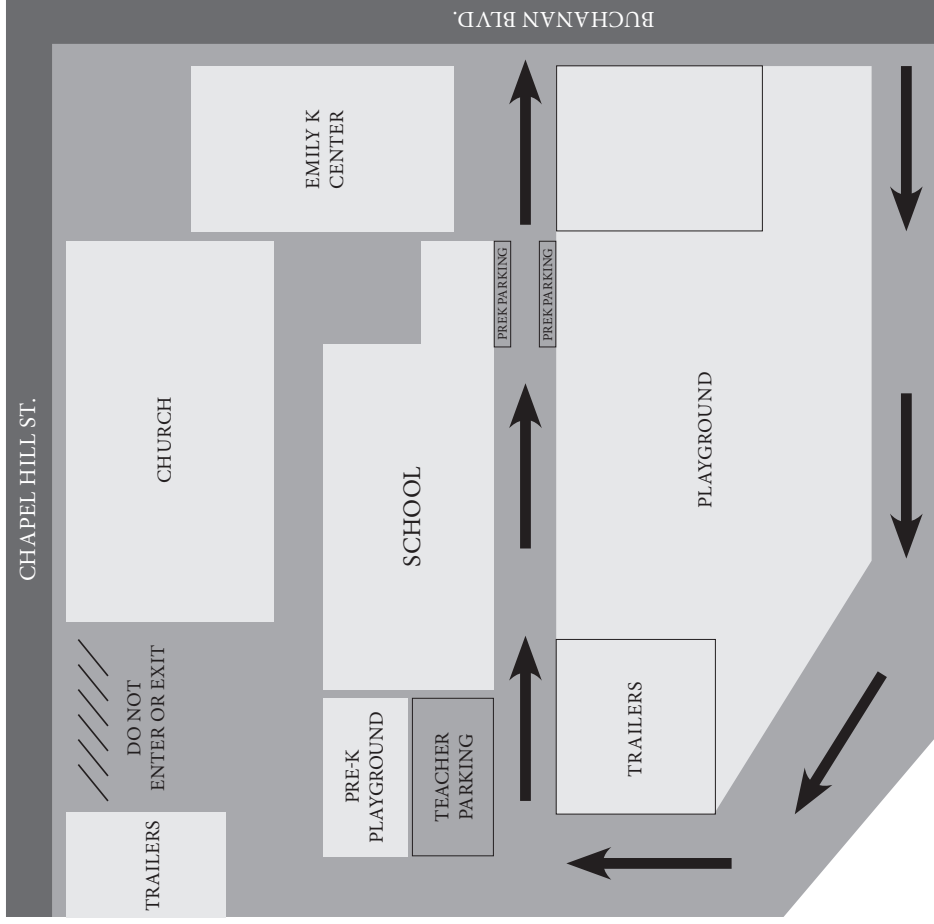 BUCHANAN BLVD.
CHAPEL HILL ST.
EMILY K
CENTER
CHURCH
SCHOOL
PREK PARKING
PREK PARKING
PLAYGROUND
DO NOT
ENTER OR EXIT
TRAILERS
PRE-K
PLAYGROUND
TEACHER
PARKING
TRAILERS